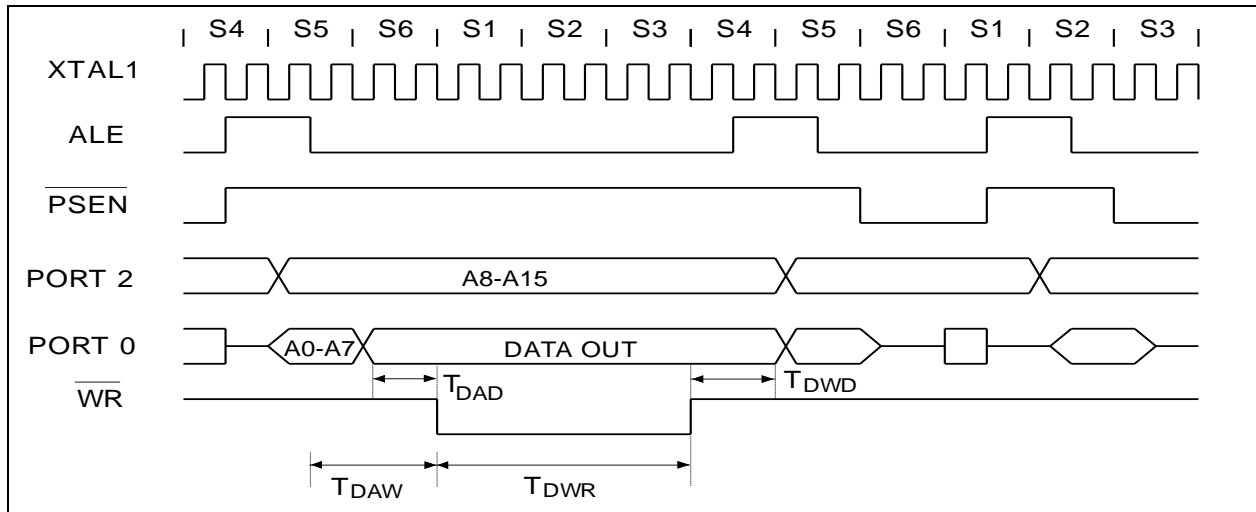 S4 S5 S6 S1 S2 S3 S4 S5 S6 S1 S2 S3
XTAL1
ALE
PSEN
PORT 2 A8-A15
PORT 0 A0-A7 DATA OUT
TDAD TDWD
WR
TDAW TDWR